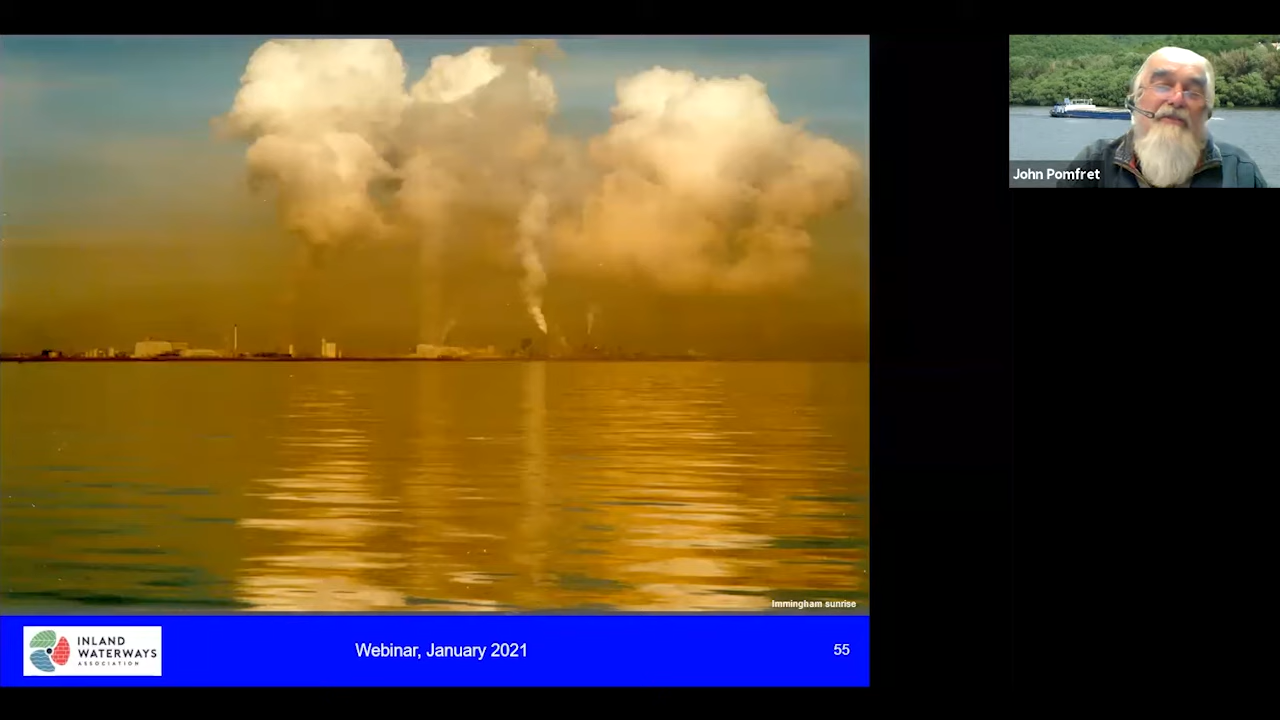 John Pomfret
Immingham sunrise
INLAND
WATERWAYS
ASSOCIATION
Webinar, January 2021
55